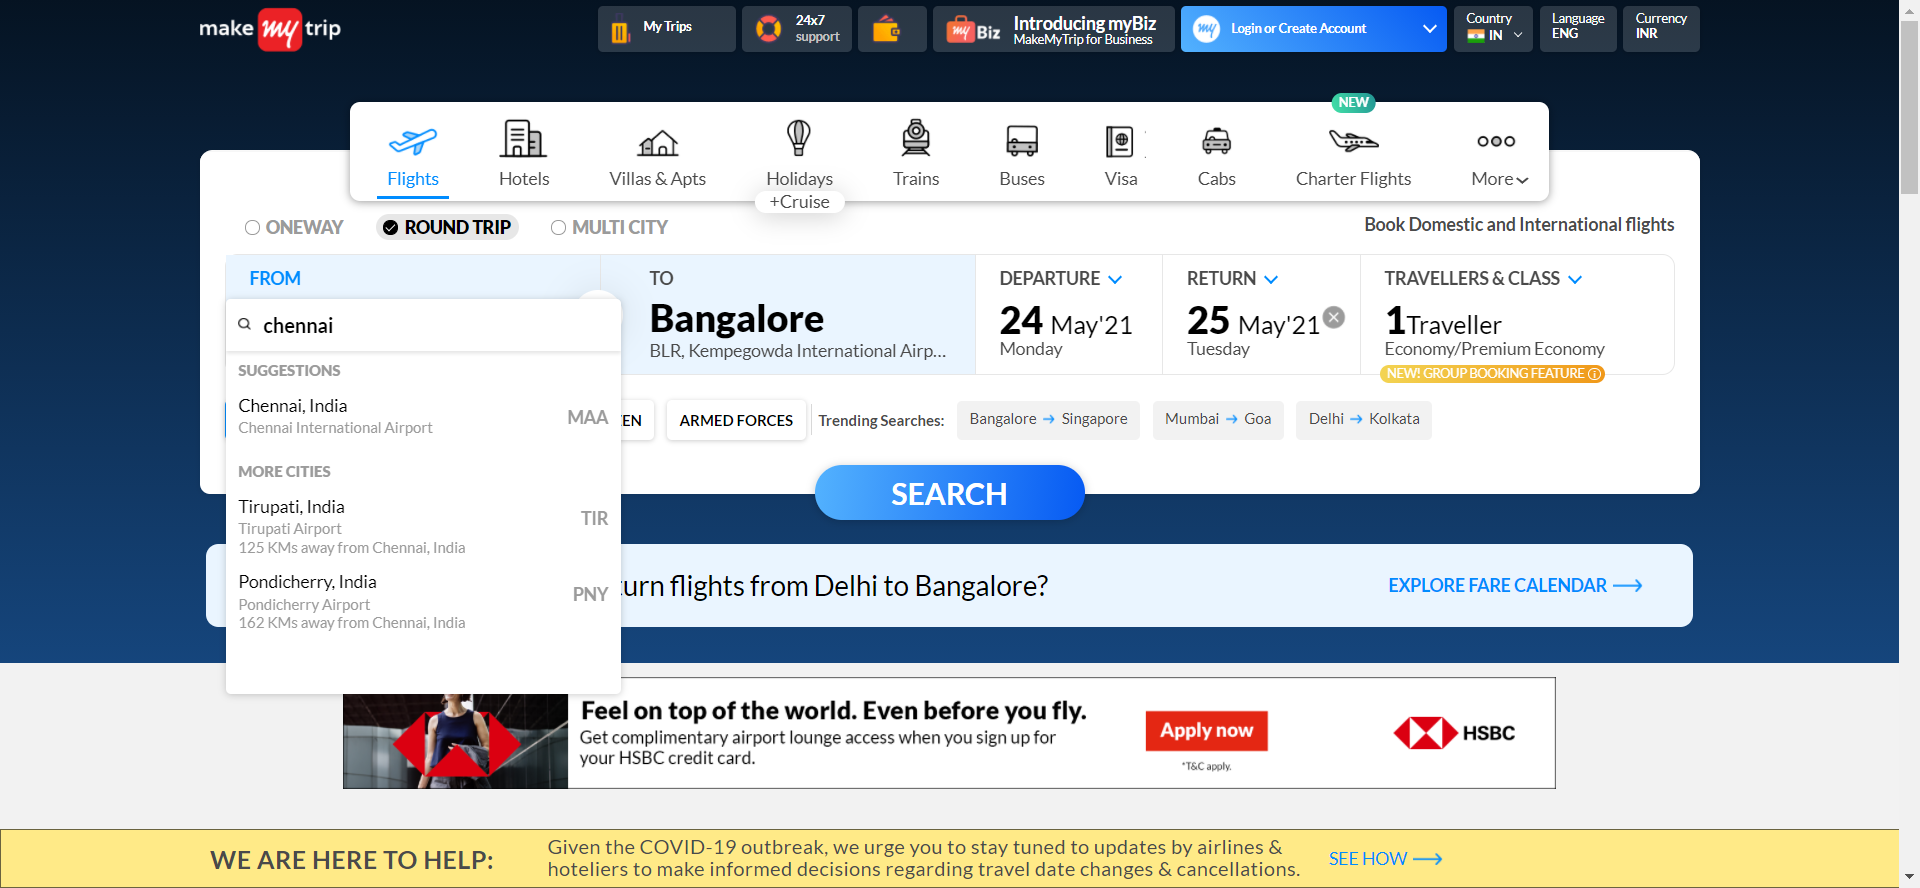 make my trip
My Trips
24x7
support
my Biz
Introducing myBiz
MakeMyTrip for Business
my
Login or Create Account
Country
IN
Language
ENG
Currency
INR
NEW
Flights
Hotels
Villas & Apts
Holidays
+Cruise
Trains
Buses
Visa
Cabs
Charter Flights
More
ONEWAY
ROUND TRIP
MULTI CITY
Book Domestic and International flights
FROM
chennai
SUGGESTIONS
Chennai, India
Chennai International Airport
MAA
MORE CITIES
Tirupati, India
Tirupati Airport
125 KMs away from Chennai, India
TIR
Pondicherry, India
Pondicherry Airport
162 KMs away from Chennai, India
PNY
TO
Bangalore
BLR, Kempegowda International Airp...
DEPARTURE
24 May'21
Monday
RETURN
25 May'21
Tuesday
TRAVELLERS & CLASS
1Traveller
Economy/Premium Economy
NEW! GROUP BOOKING FEATURE
EN
ARMED FORCES
Trending Searches:
Bangalore → Singapore
Mumbai → Goa
Delhi → Kolkata
SEARCH
turn flights from Delhi to Bangalore?
EXPLORE FARE CALENDAR
Feel on top of the world. Even before you fly.
Get complimentary airport lounge access when you sign up for
your HSBC credit card.
Apply now
*T&C apply.
HSBC
WE ARE HERE TO HELP:
Given the COVID-19 outbreak, we urge you to stay tuned to updates by airlines &
hoteliers to make informed decisions regarding travel date changes & cancellations.
SEE HOW